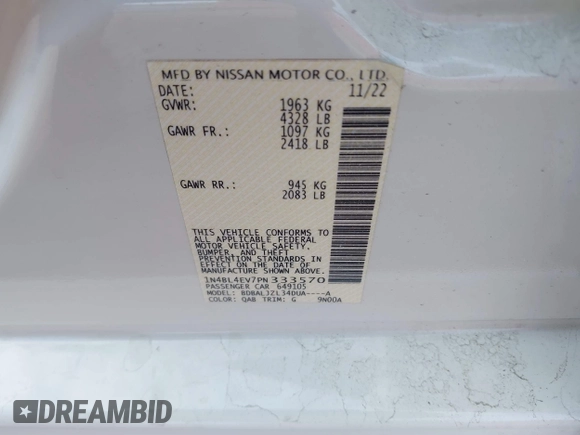 MFD BY NISSAN MOTOR CO., LTD.
DATE: 11/22
GVWR: 1963 KG
4328 LB
GAWR FR.: 1097 KG
2418 LB
GAWR RR.: 945 KG
2083 LB
THIS VEHICLE CONFORMS TO
ALL APPLICABLE FEDERAL
MOTOR VEHICLE SAFETY,
BUMPER, AND THEFT
PREVENTION STANDARDS IN
EFFECT ON THE DATE OF
MANUFACTURE SHOWN ABOVE
1N4BL4EV7PN333570
PASSENGER CAR 649105
MODEL: BDBALJZL34DUA----A
COLOR: QAB TRIM: G 9N00A
DREAMBID